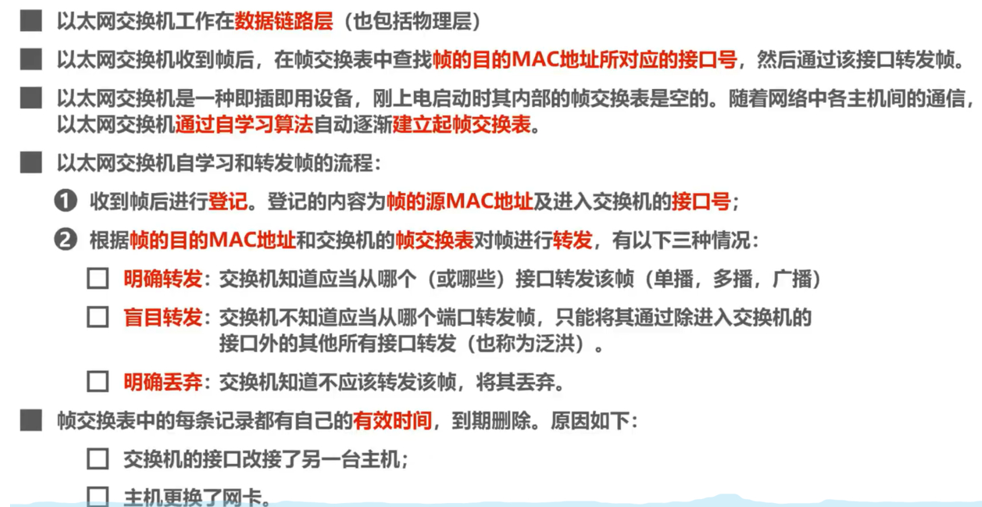 以太网交换机工作在数据链路层（也包括物理层）
以太网交换机收到帧后，在帧交换表中查找帧的目的MAC地址所对应的接口号，然后通过该接口转发帧。
以太网交换机是一种即插即用设备，刚上电启动时其内部的帧交换表是空的。随着网络中各主机间的通信，
以太网交换机通过自学习算法自动逐渐建立起帧交换表。
以太网交换机自学习和转发帧的流程：
❶ 收到帧后进行登记。登记的内容为帧的源MAC地址及进入交换机的接口号；
❷ 根据帧的目的MAC地址和交换机的帧交换表对帧进行转发，有以下三种情况：
明确转发：交换机知道应当从哪个（或哪些）接口转发该帧（单播，多播，广播）
盲目转发：交换机不知道应当从哪个端口转发帧，只能将其通过除进入交换机的
接口外的其他所有接口转发（也称为泛洪）。
明确丢弃：交换机知道不应该转发该帧，将其丢弃。
帧交换表中的每条记录都有自己的有效时间，到期删除。原因如下：
交换机的接口改接了另一台主机；
主机更换了网卡。